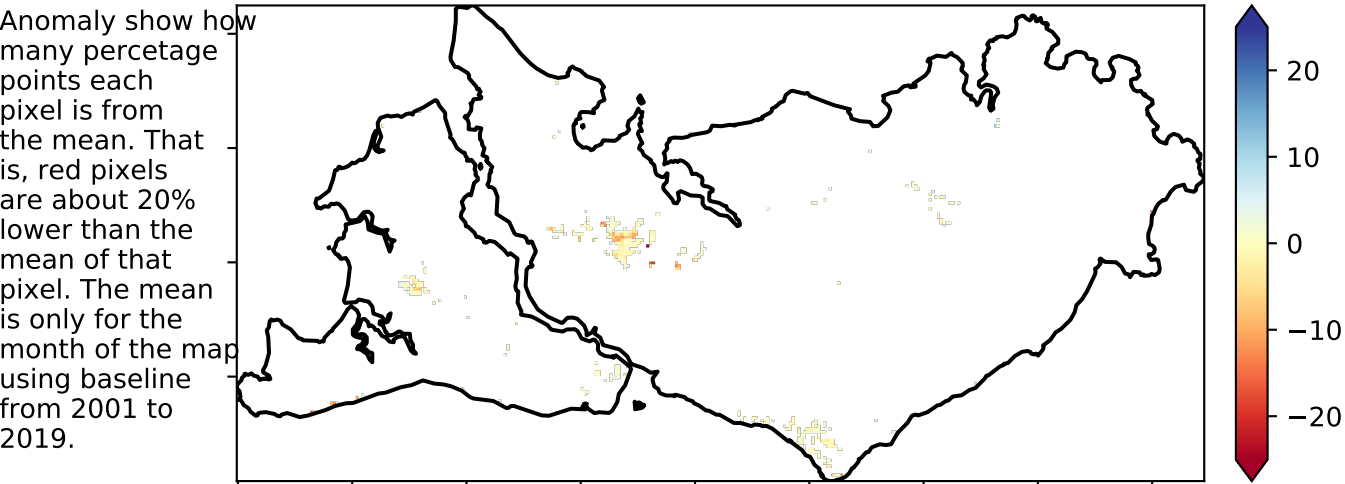 Anomaly show how
many percetage
points each
pixel is from
the mean. That
is, red pixels
are about 20%
lower than the
mean of that
pixel. The mean
is only for the
month of the map
using baseline
from 2001 to
2019.
20
10
0
−10
−20